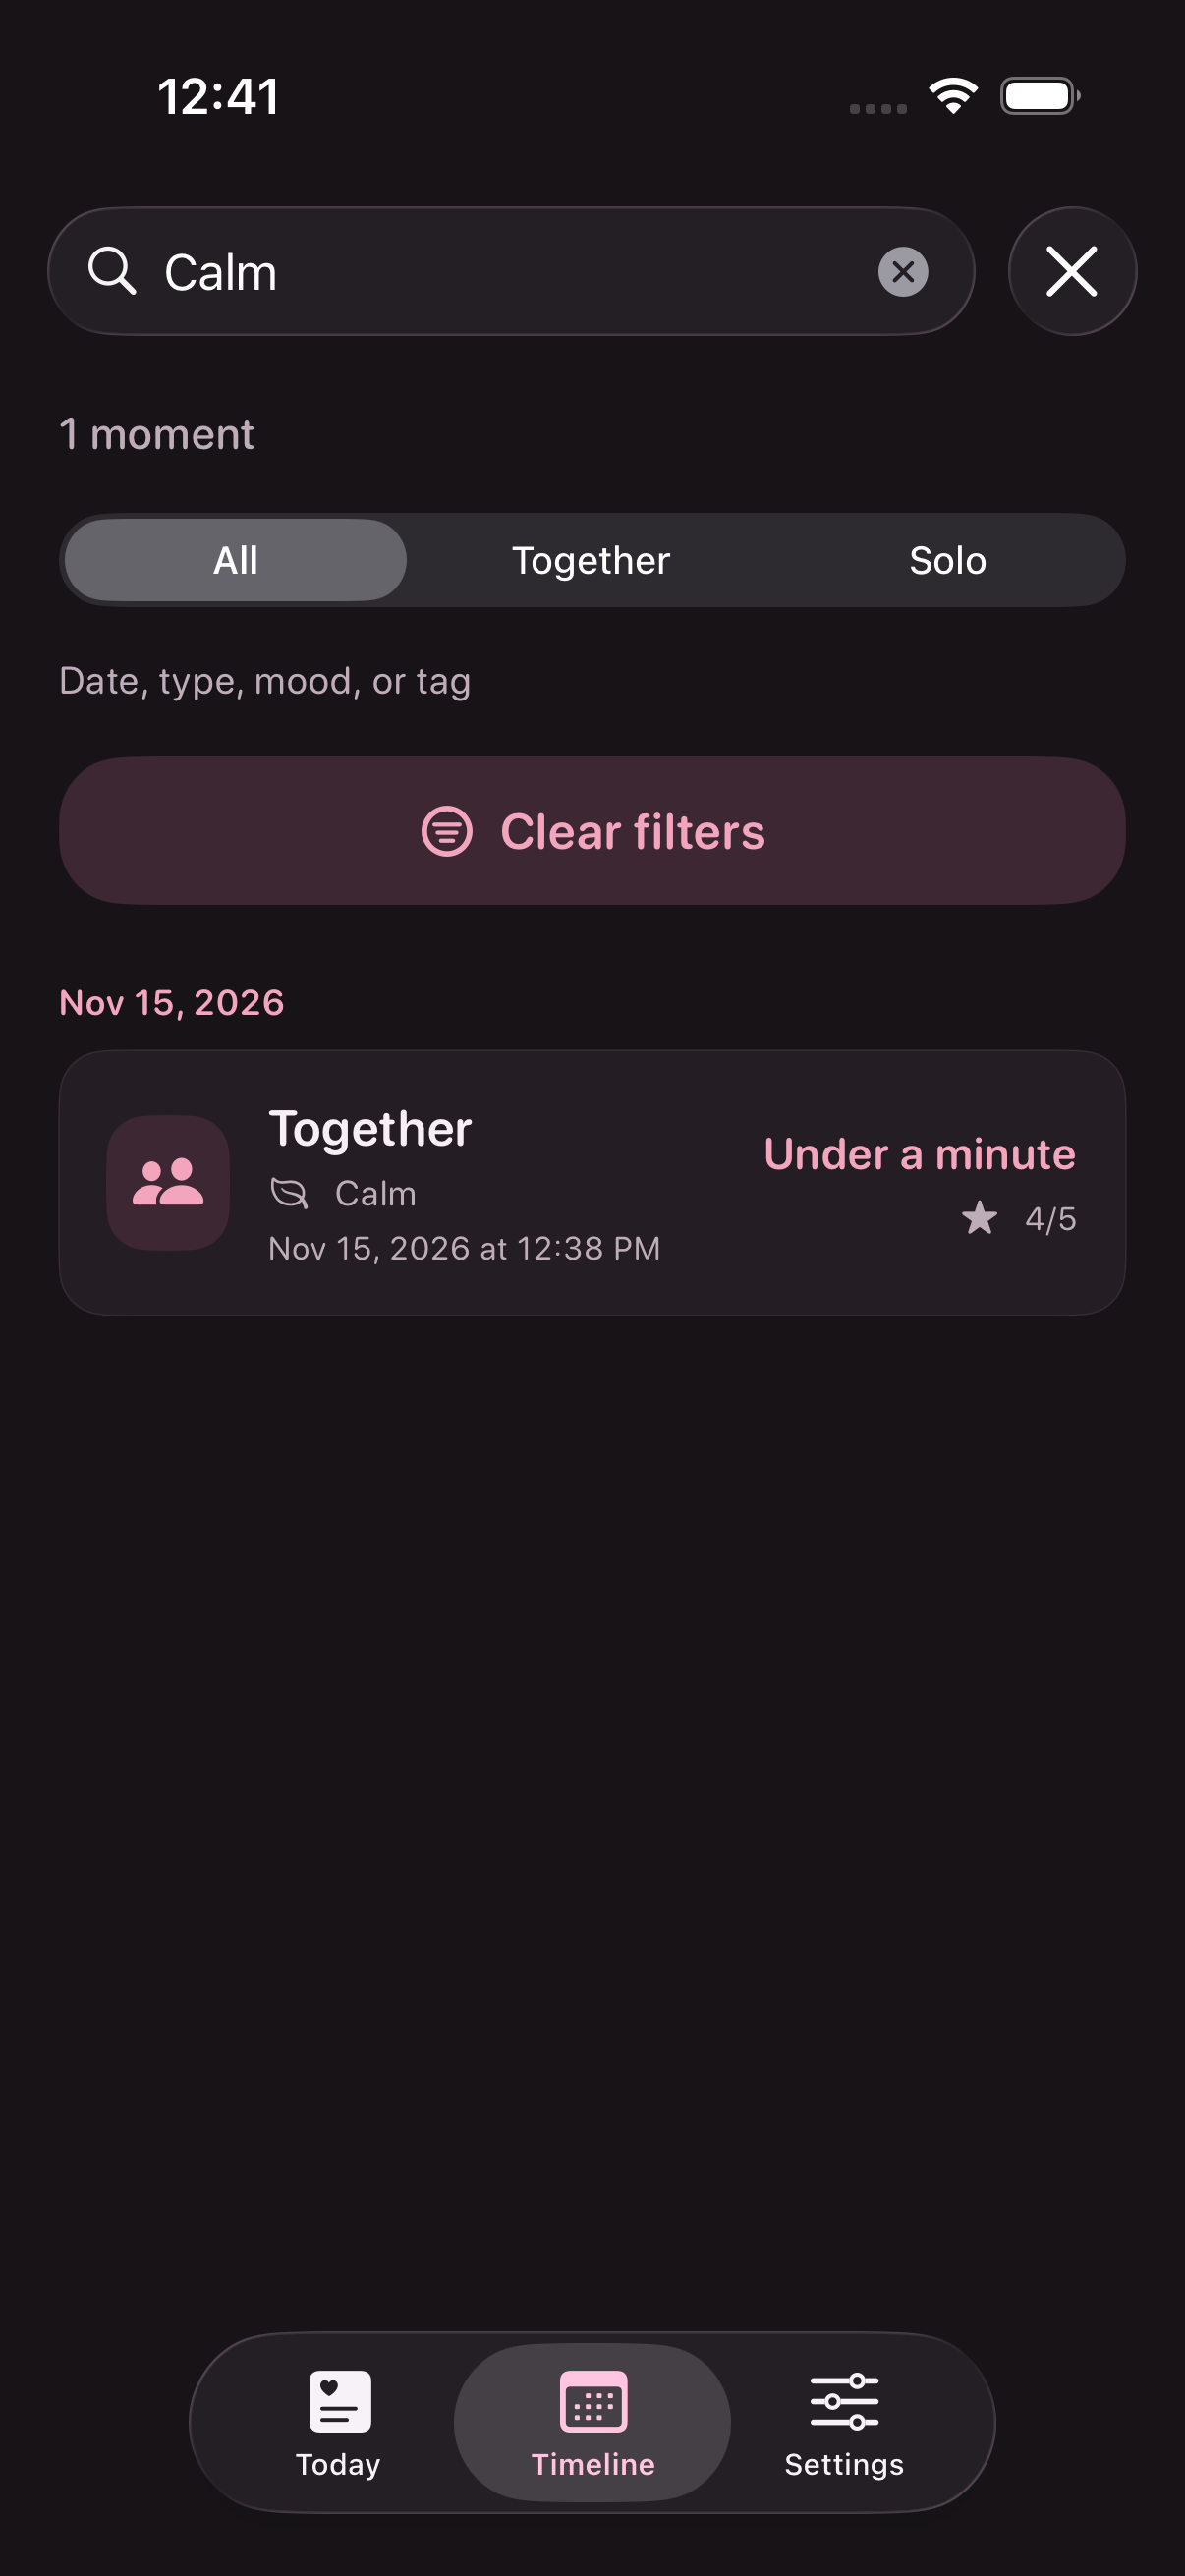 12:41
Calm
1 moment
All Together Solo
Date, type, mood, or tag
Clear filters
Nov 15, 2026
Together
Under a minute
Calm
4/5
Nov 15, 2026 at 12:38 PM
Today Timeline Settings